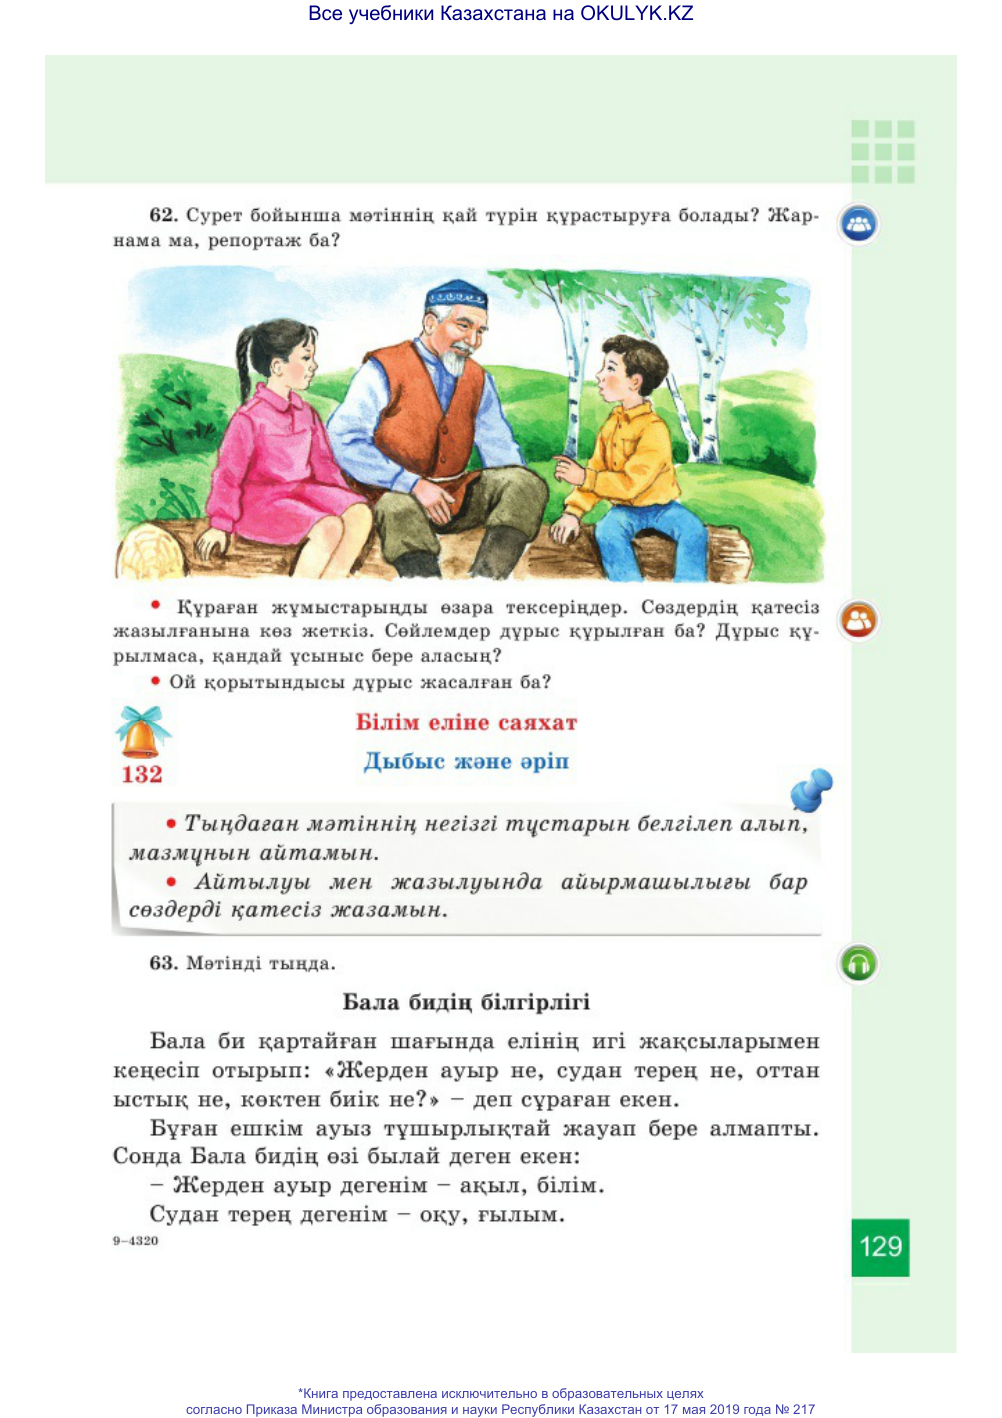 Все учебники Казахстана на OKULYK.KZ
62. Сурет бойынша мәтіннің қай түрін құрастыруға болады? Жар-
нама ма, репортаж ба?
• Құраған жұмыстарыңды өзара тексеріңдер. Сөздердің қатесіз
жазылғанына көз жеткіз. Сөйлемдер дұрыс құрылған ба? Дұрыс құ-
рылмаса, қандай ұсыныс бере аласың?
• Ой қорытындысы дұрыс жасалған ба?
132
Білім еліне саяхат
Дыбыс және әріп
• Тыңдаған мәтіннің негізгі тұстарын белгілеп алып,
мазмұнын айтамын.
• Айтылуы мен жазылуында айырмашылығы бар
сөздерді қатесіз жазамын.
63. Мәтінді тыңда.
Бала бидің білгірлігі
Бала би қартайған шағында елінің игі жақсыларымен
кеңесіп отырып: «Жерден ауыр не, судан терең не, оттан
ыстық не, көктен биік не?» – деп сұраған екен.
Бұған ешкім ауыз тұшырлықтай жауап бере алмапты.
Сонда Бала бидің өзі былай деген екен:
– Жерден ауыр дегенім – ақыл, білім.
Судан терең дегенім – оқу, ғылым.
9–4320
129
*Книга предоставлена исключительно в образовательных целях
согласно Приказа Министра образования и науки Республики Казахстан от 17 мая 2019 года № 217